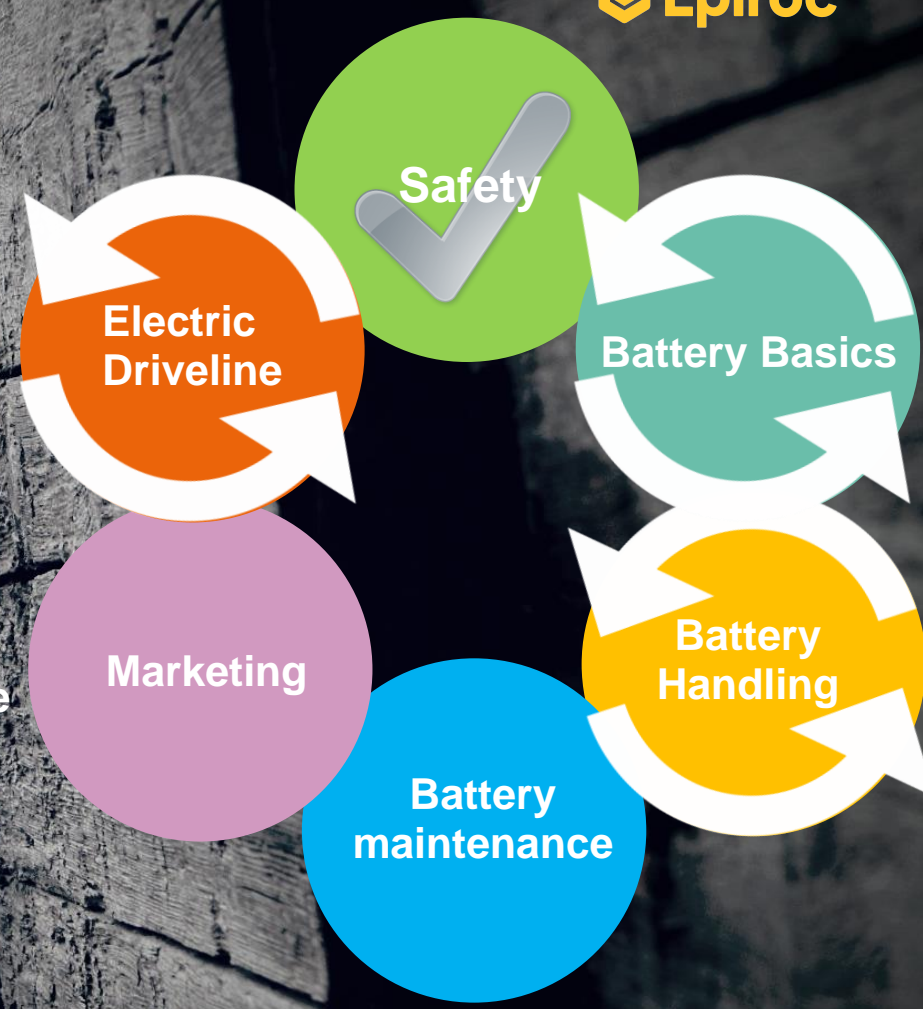 Epiroc
Safety
Electric
Driveline
Battery Basics
Marketing
Battery
Handling
Battery
maintenance